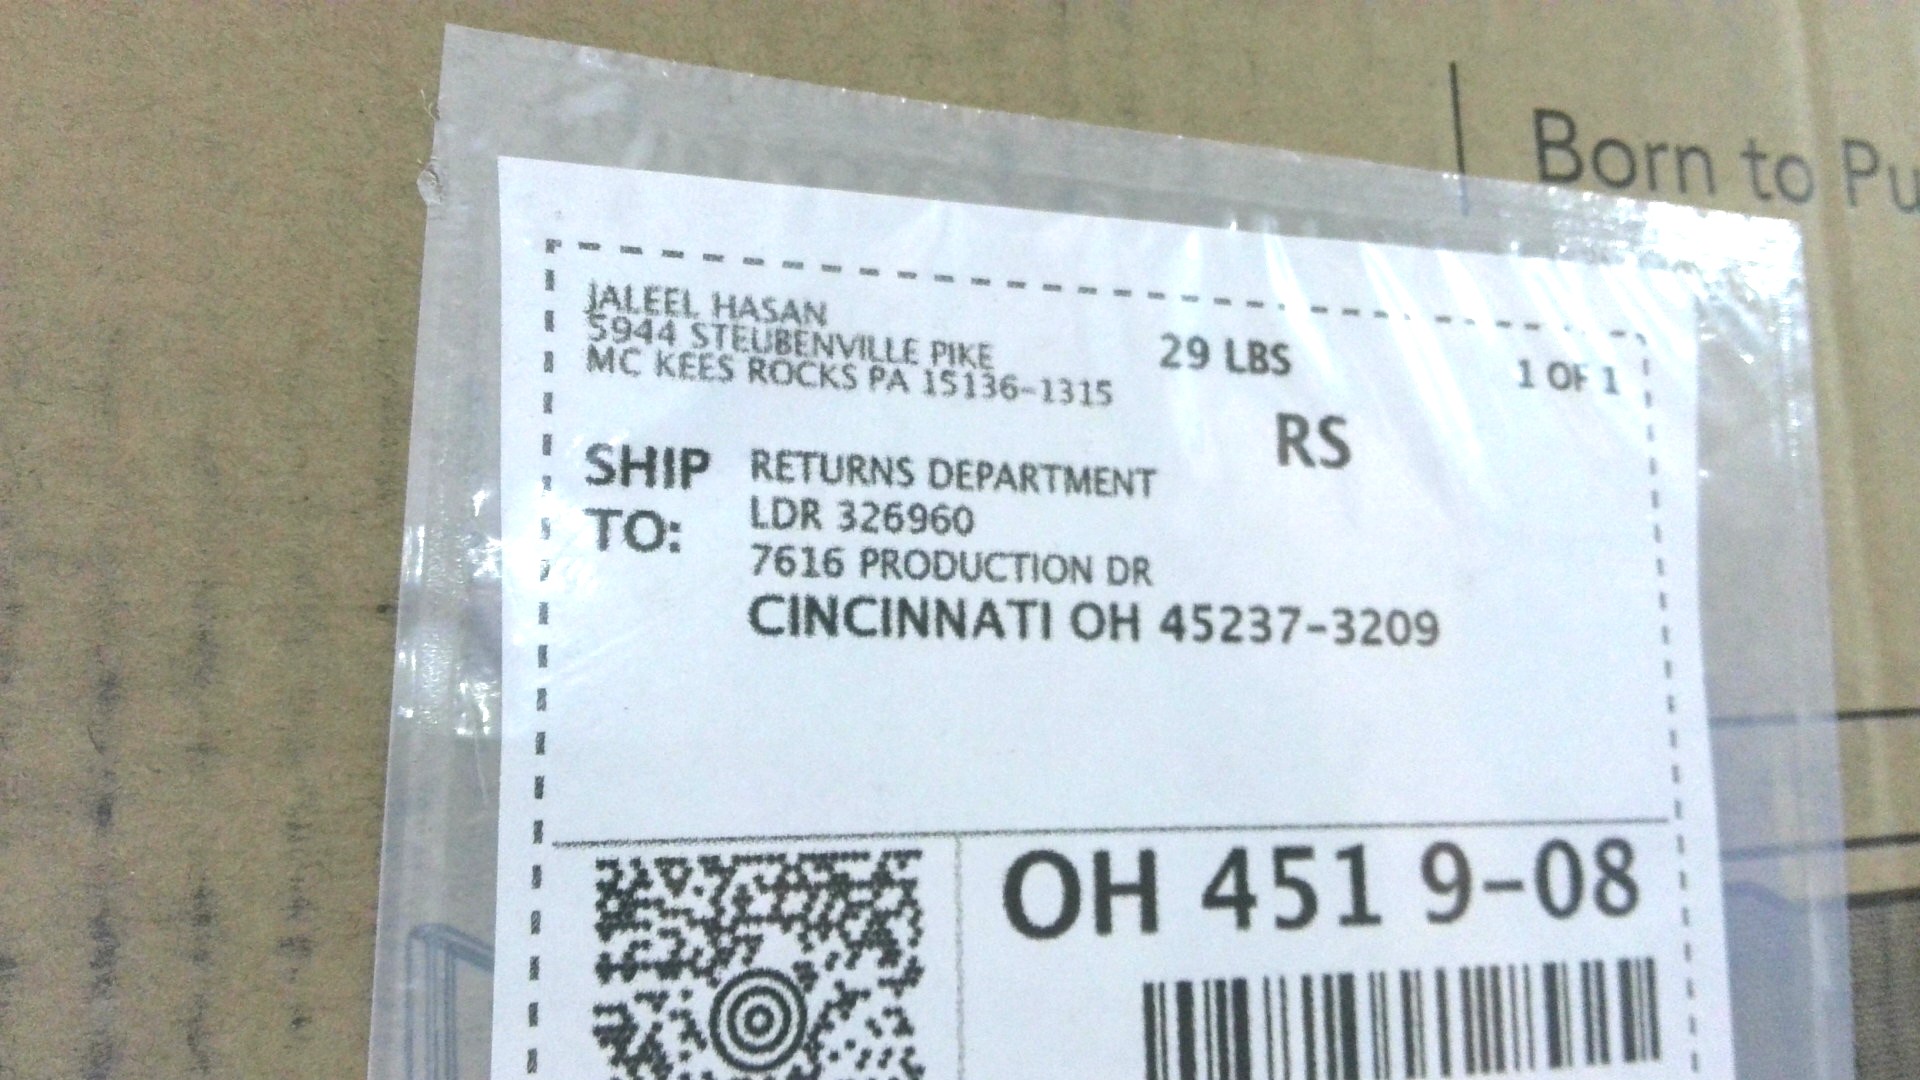 Born to Pu
JALEEL HASAN
5944 STEUBENVILLE PIKE
MC KEES ROCKS PA 15136-1315
29 LBS
1 OF 1
RS
SHIP TO:
RETURNS DEPARTMENT
LDR 326960
7616 PRODUCTION DR
CINCINNATI OH 45237-3209
OH 451 9-08